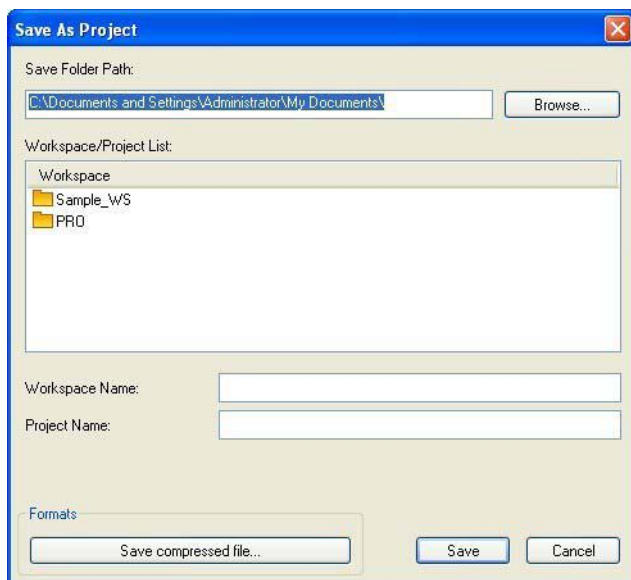 Save As Project
Save Folder Path:
C:\Documents and Settings\Administrator\My Documents\
Browse...
Workspace/Project List:
Workspace
Sample_WS
PRO
Workspace Name:
Project Name:
Formats
Save compressed file...
Save
Cancel